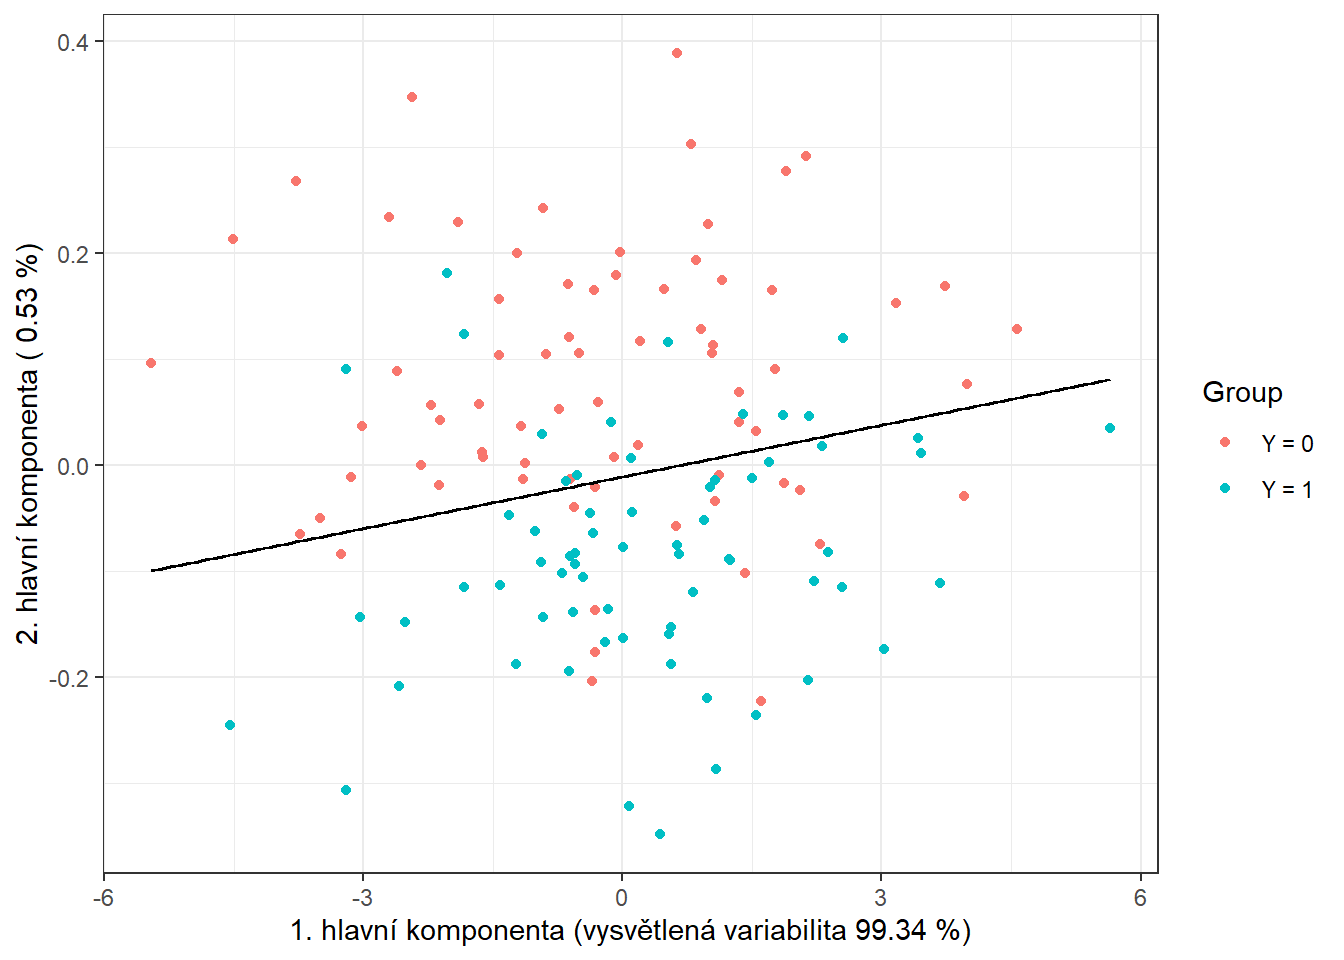 0.4
0.2
0.0
-0.2
-6
-3
0
3
6
2. hlavní komponenta ( 0.53 %)
1. hlavní komponenta (vysvětlená variabilita 99.34 %)
Group
Y = 0
Y = 1